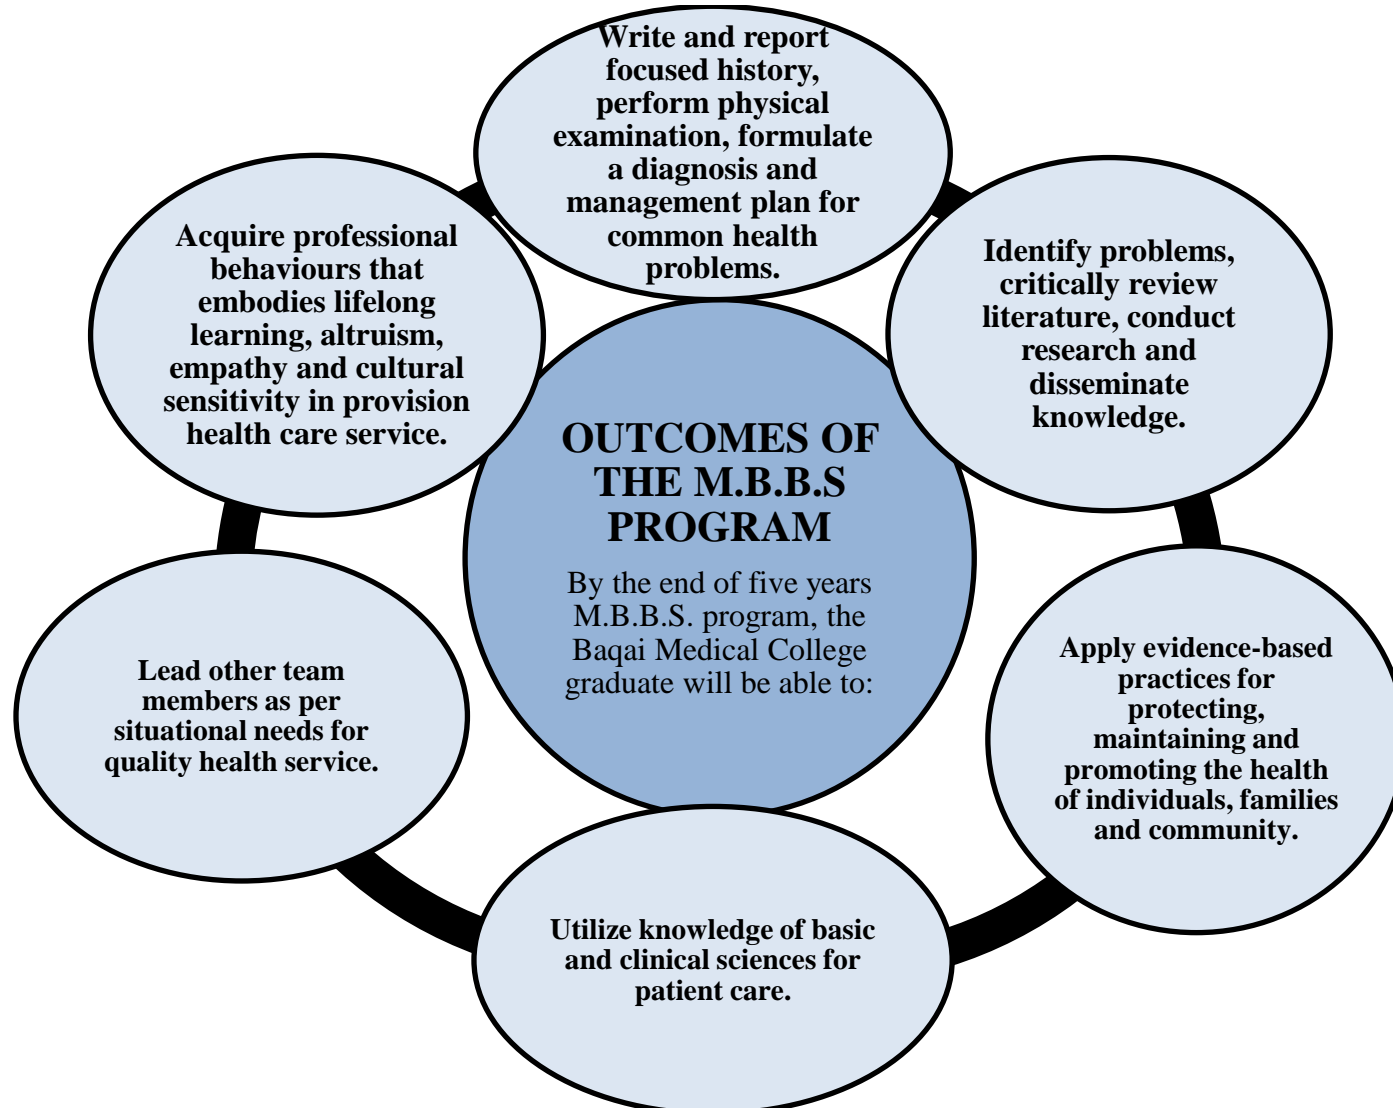 Write and report
focused history,
perform physical
examination, formulate
a diagnosis and
management plan for
common health
problems.
Identify problems,
critically review
literature, conduct
research and
disseminate
knowledge.
Apply evidence-based
practices for
protecting,
maintaining and
promoting the health
of individuals, families
and community.
Utilize knowledge of basic
and clinical sciences for
patient care.
Lead other team
members as per
situational needs for
quality health service.
Acquire professional
behaviours that
embodies lifelong
learning, altruism,
empathy and cultural
sensitivity in provision
health care service.
OUTCOMES OF
THE M.B.B.S
PROGRAM
By the end of five years
M.B.B.S. program, the
Baqai Medical College
graduate will be able to: